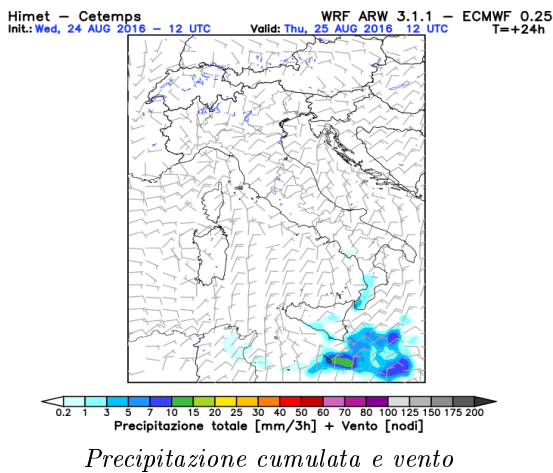 Himet – Cetemps WRF ARW 3.1.1 – ECMWF 0.25
Init.: Wed, 24 AUG 2016 – 12 UTC Valid: Thu, 25 AUG 2016 12 UTC T=+24h
0.2 1 3 5 7 10 15 20 25 30 40 50 60 70 80 100 125 150 175 200
Precipitazione totale [mm/3h] + Vento [nodi]
Precipitazione cumulata e vento